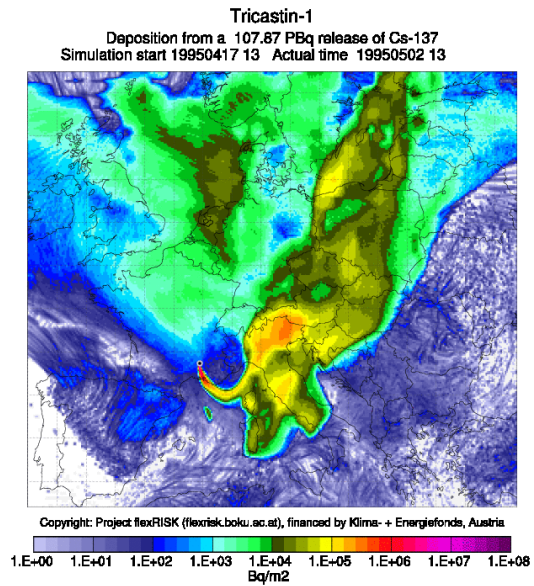 Tricastin-1
Deposition from a 107.87 PBq release of Cs-137
Simulation start 19950417 13 Actual time 19950502 13
Copyright: Project flexRISK (flexrisk.boku.ac.at), financed by Klima- + Energiefonds, Austria
1.E+00 1.E+01 1.E+02 1.E+03 1.E+04 1.E+05 1.E+06 1.E+07 1.E+08
Bq/m2